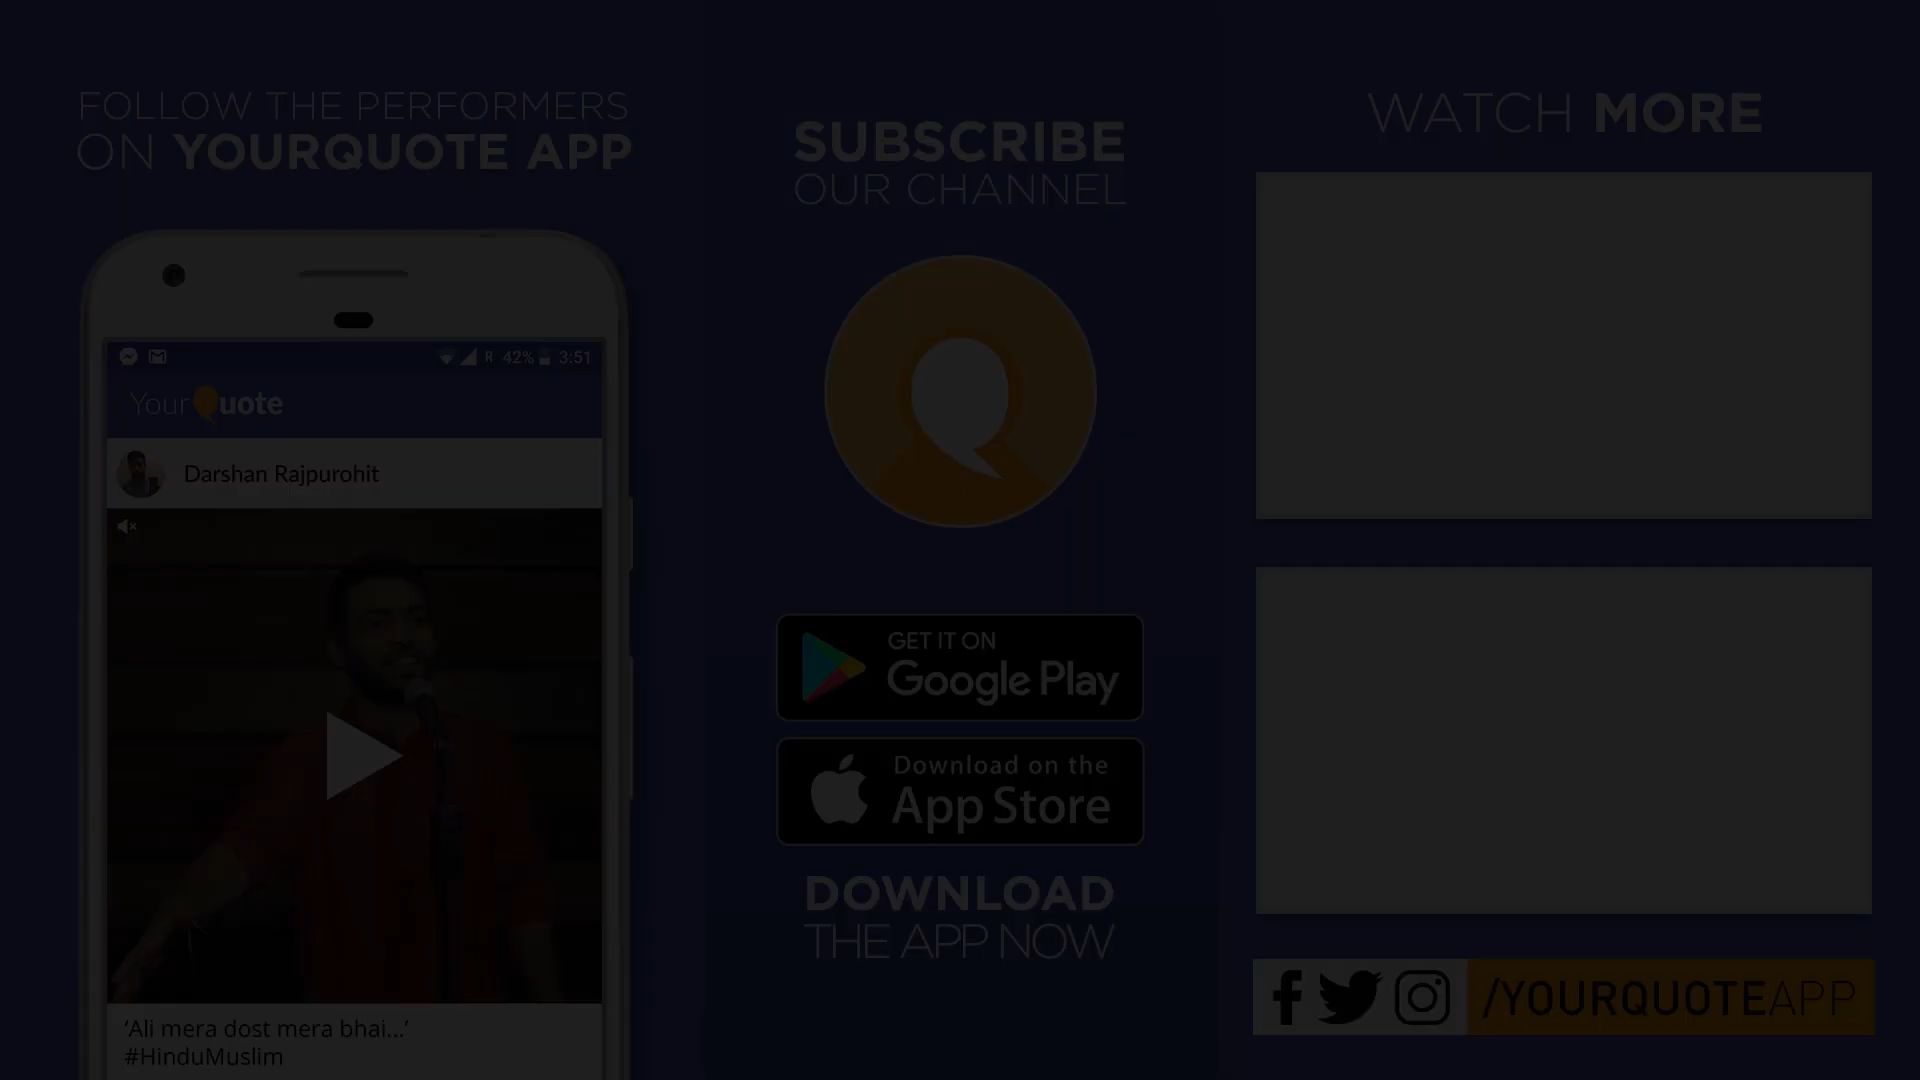 FOLLOW THE PERFORMERS
ON YOURQUOTE APP
R 42% 3:51
YourQuote
Darshan Rajpurohit
‘Ali mera dost mera bhai...’
#HinduMuslim
SUBSCRIBE
OUR CHANNEL
GET IT ON
Google Play
Download on the
App Store
DOWNLOAD
THE APP NOW
WATCH MORE
/YOURQUOTEAPP